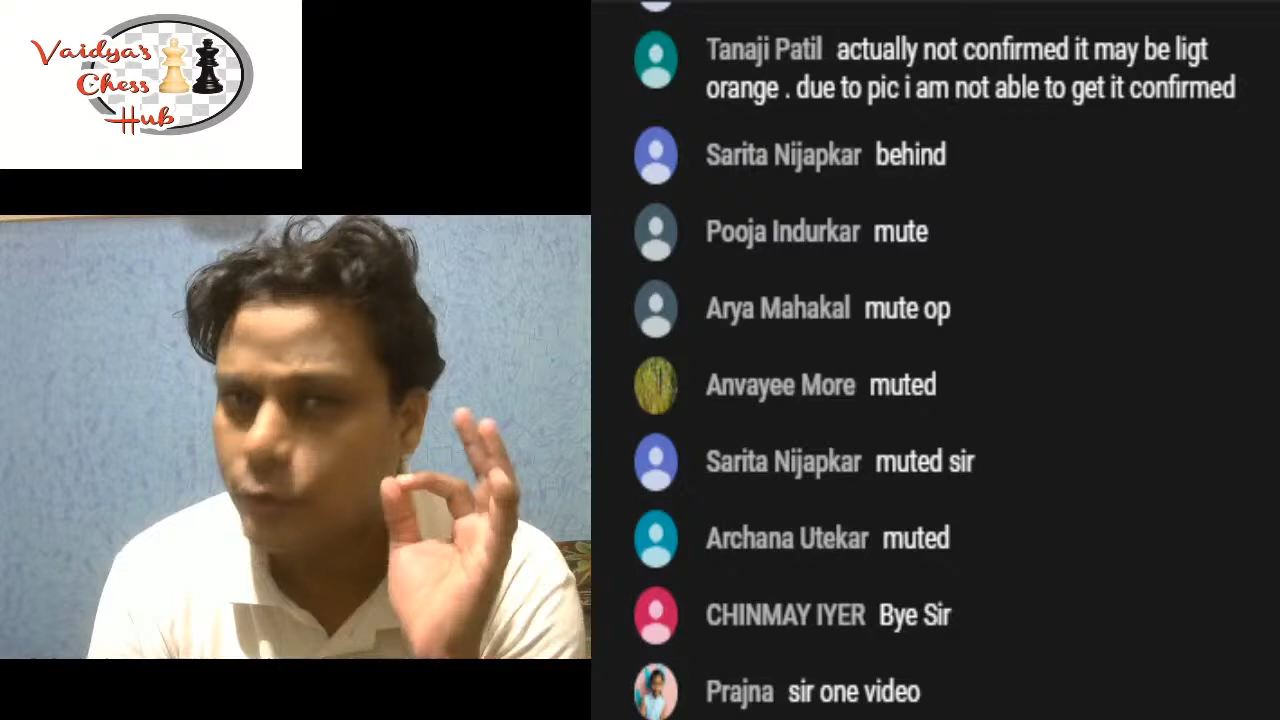 Vaidya's
Chess
Hub
Tanaji Patil actually not confirmed it may be ligt
orange . due to pic i am not able to get it confirmed
Sarita Nijapkar behind
Pooja Indurkar mute
Arya Mahakal mute op
Anvayee More muted
Sarita Nijapkar muted sir
Archana Utekar muted
CHINMAY IYER Bye Sir
Prajna sir one video